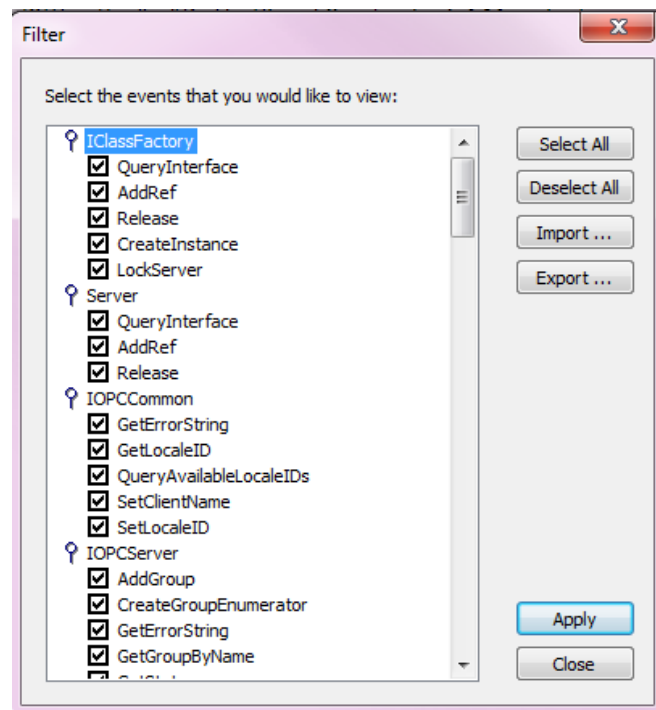 Filter
Select the events that you would like to view:
IClassFactory
QueryInterface
AddRef
Release
CreateInstance
LockServer
Server
QueryInterface
AddRef
Release
IOPCCommon
GetErrorString
GetLocaleID
QueryAvailableLocaleIDs
SetClientName
SetLocaleID
IOPCServer
AddGroup
CreateGroupEnumerator
GetErrorString
GetGroupByName
Select All
Deselect All
Import ...
Export ...
Apply
Close